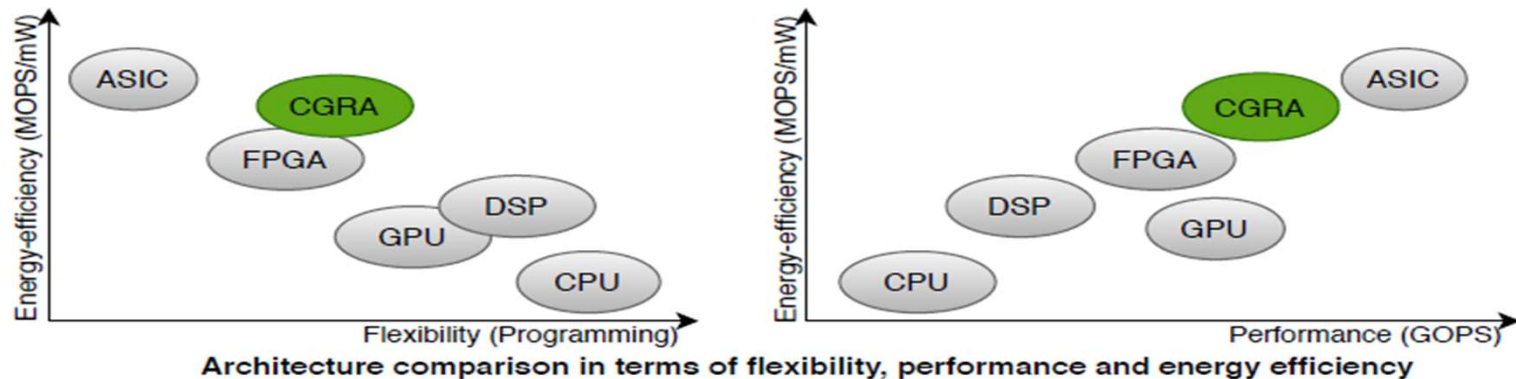 Energy-efficiency (MOPS/mW)
ASIC
CGRA
FPGA
DSP
GPU
CPU
Flexibility (Programming)
Energy-efficiency (MOPS/mW)
ASIC
CGRA
FPGA
DSP
GPU
CPU
Performance (GOPS)
Architecture comparison in terms of flexibility, performance and energy efficiency